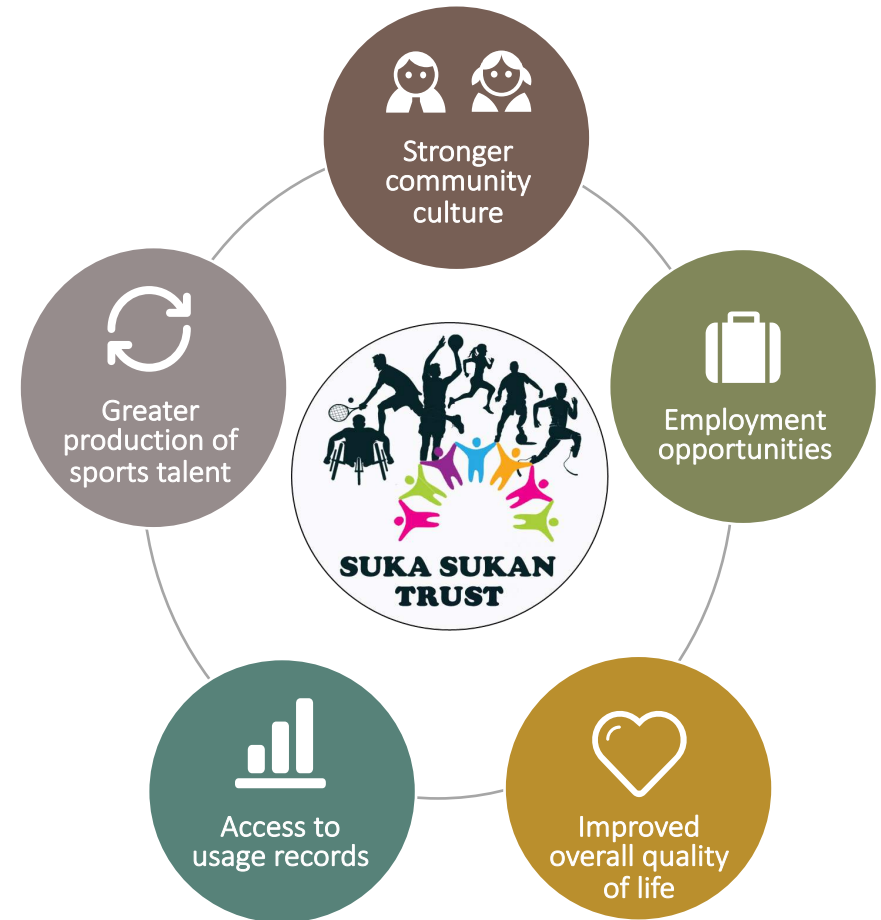 Stronger
community
culture
Employment
opportunities
Improved
overall quality
of life
Access to
usage records
Greater
production of
sports talent
SUKA SUKAN
TRUST